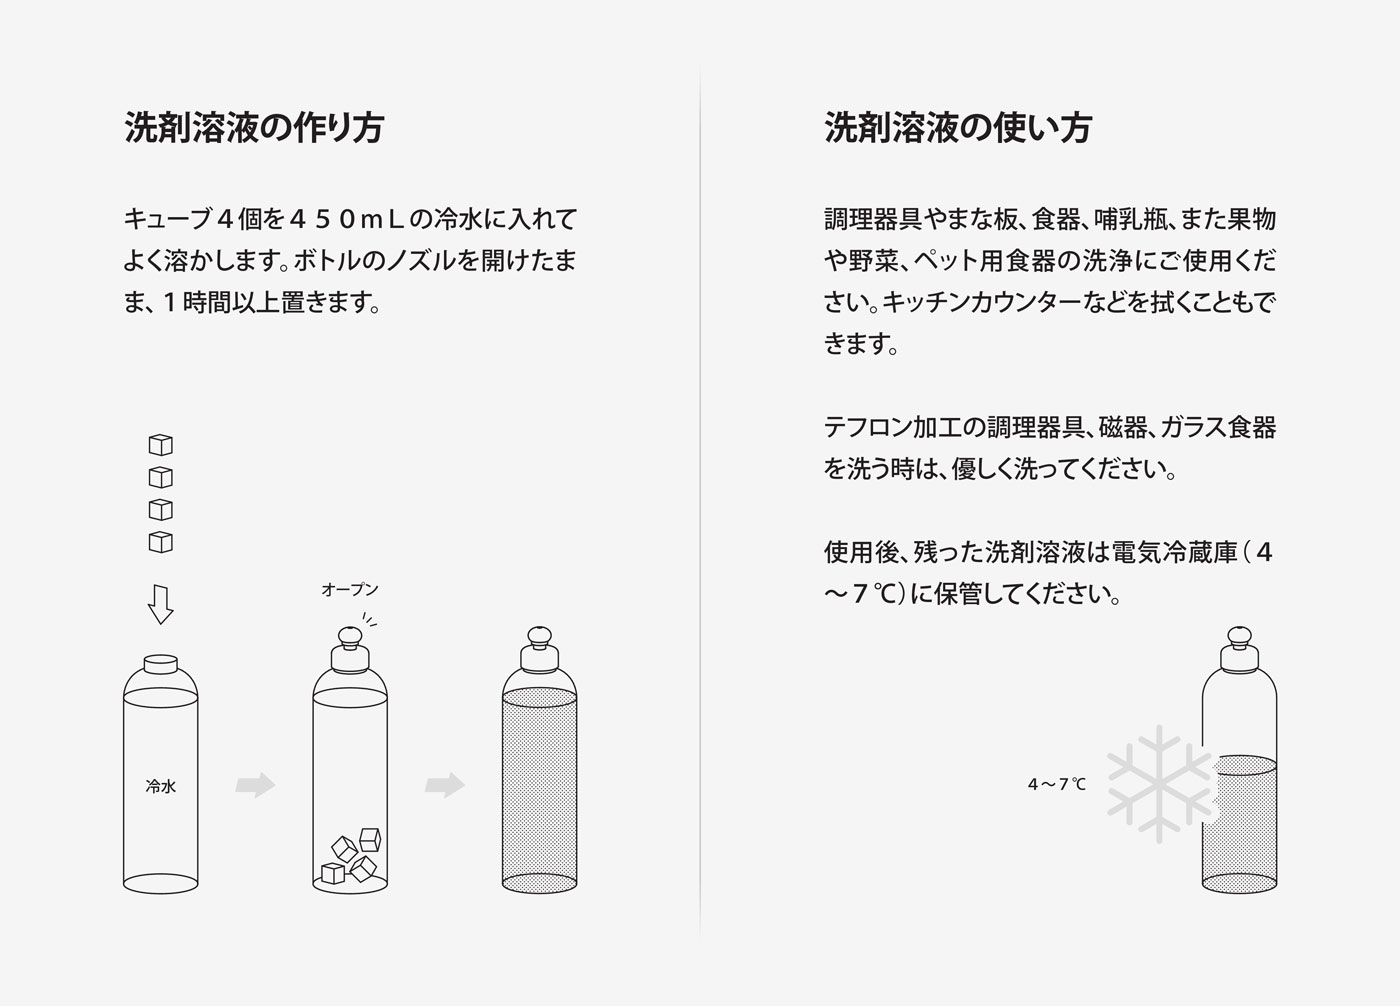 洗剤溶液の作り方
キューブ４個を４５０ｍＬの冷水に入れて
よく溶かします。ボトルのノズルを開けたま
ま、１時間以上置きます。
オープン
冷水
洗剤溶液の使い方
調理器具やまな板、食器、哺乳瓶、また果物
や野菜、ペット用食器の洗浄にご使用くだ
さい。キッチンカウンターなどを拭くこともで
きます。
テフロン加工の調理器具、磁器、ガラス食器
を洗う時は、優しく洗ってください。
使用後、残った洗剤溶液は電気冷蔵庫（４
～７℃）に保管してください。
４～７℃